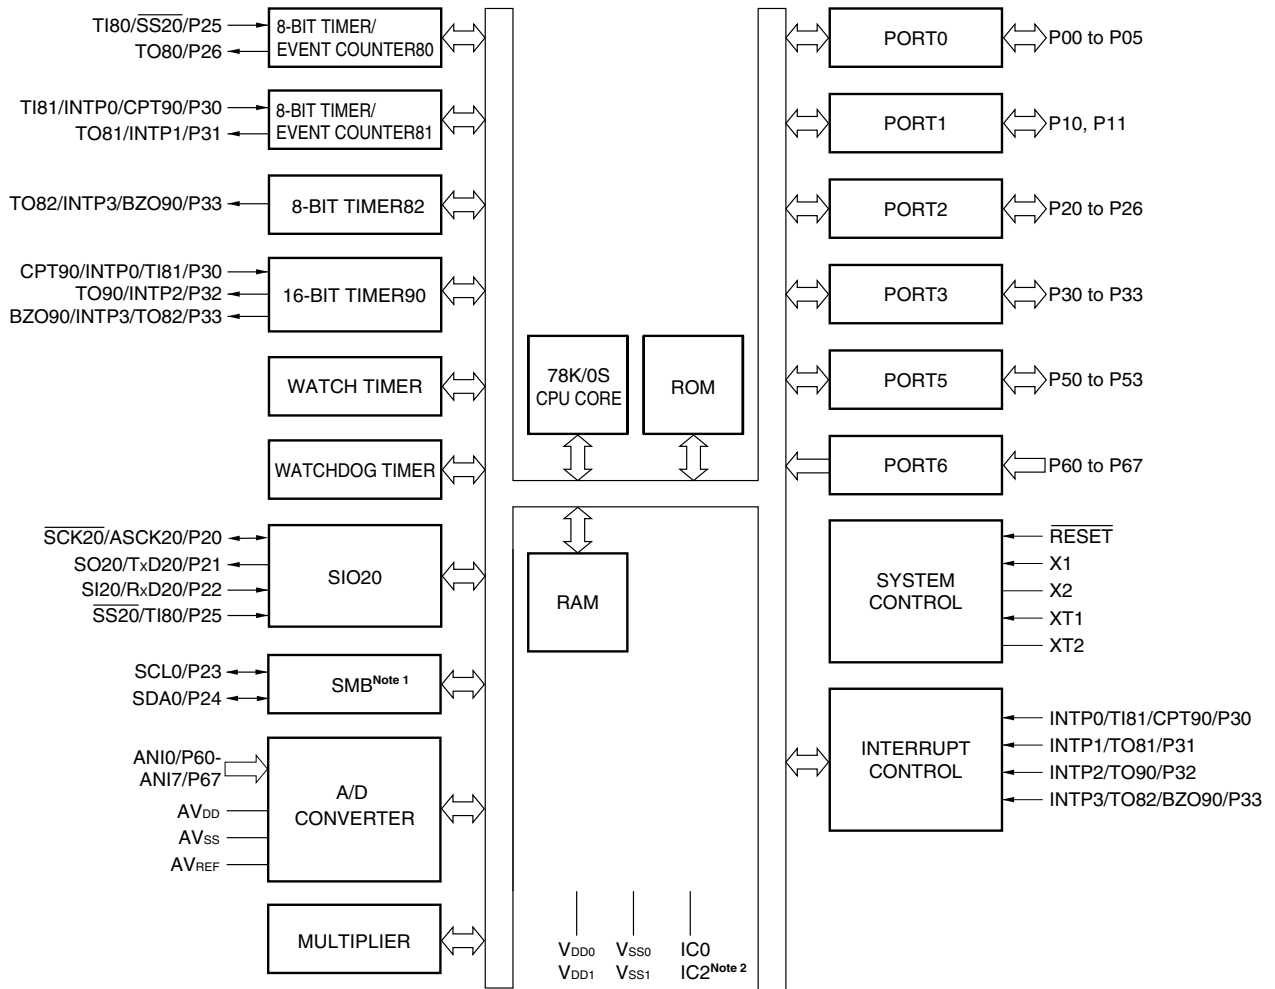 TI80/SS20/P25
TO80/P26
8-BIT TIMER/
EVENT COUNTER80
TI81/INTP0/CPT90/P30
TO81/INTP1/P31
8-BIT TIMER/
EVENT COUNTER81
TO82/INTP3/BZO90/P33
8-BIT TIMER82
CPT90/INTP0/TI81/P30
TO90/INTP2/P32
BZO90/INTP3/TO82/P33
16-BIT TIMER90
WATCH TIMER
WATCHDOG TIMER
SCK20/ASCK20/P20
SO20/TxD20/P21
SI20/RxD20/P22
SS20/TI80/P25
SIO20
SCL0/P23
SDA0/P24
SMB Note 1
ANI0/P60-
ANI7/P67
AVDD
AVSS
AVREF
A/D
CONVERTER
MULTIPLIER
78K/0S
CPU CORE
ROM
RAM
VDD0 VSS0 IC0
VDD1 VSS1 IC2 Note 2
PORT0
P00 to P05
PORT1
P10, P11
PORT2
P20 to P26
PORT3
P30 to P33
PORT5
P50 to P53
PORT6
P60 to P67
SYSTEM
CONTROL
RESET
X1
X2
XT1
XT2
INTERRUPT
CONTROL
INTP0/TI81/CPT90/P30
INTP1/TO81/P31
INTP2/TO90/P32
INTP3/TO82/BZO90/P33